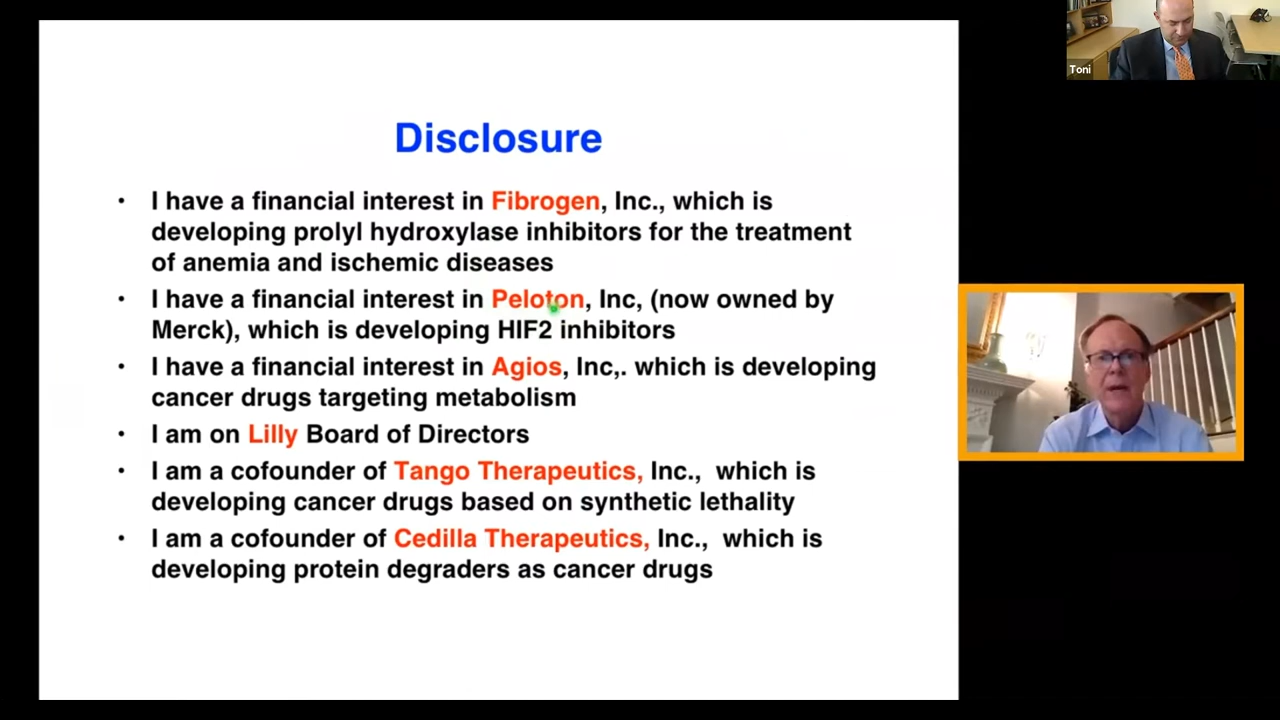 Disclosure
• I have a financial interest in Fibrogen, Inc., which is
developing prolyl hydroxylase inhibitors for the treatment
of anemia and ischemic diseases
• I have a financial interest in Peloton, Inc, (now owned by
Merck), which is developing HIF2 inhibitors
• I have a financial interest in Agios, Inc,. which is developing
cancer drugs targeting metabolism
• I am on Lilly Board of Directors
• I am a cofounder of Tango Therapeutics, Inc., which is
developing cancer drugs based on synthetic lethality
• I am a cofounder of Cedilla Therapeutics, Inc., which is
developing protein degraders as cancer drugs
Toni